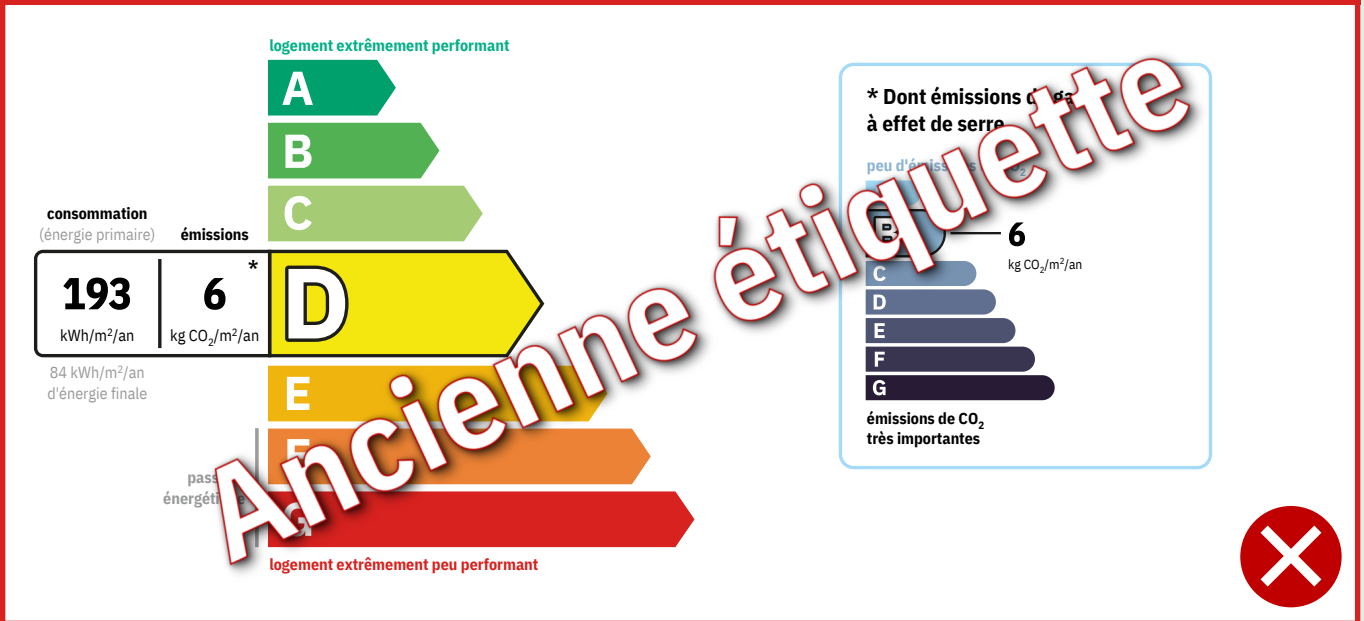 logement extrêmement performant
A
B
C
consommation
(énergie primaire)
émissions
*
193
kWh/m²/an
6
kg CO₂/m²/an
D
84 kWh/m²/an
d'énergie finale
E
F
G
logement extrêmement peu performant
Ancienne étiquette
* Dont émissions de
à effet de serre
peu
B
6
kg CO₂/m²/an
C
D
E
F
G
émissions de CO₂
très importantes